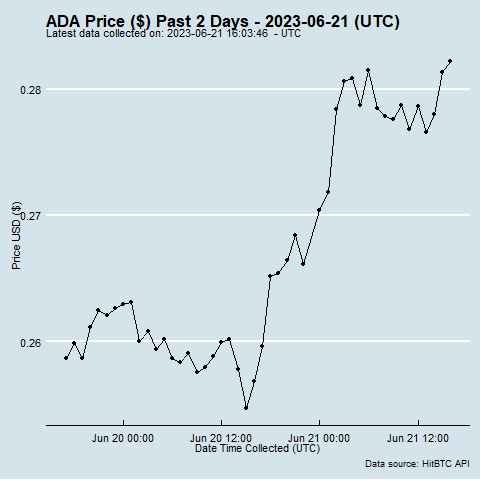 ADA Price ($) Past 2 Days - 2023-06-21 (UTC)
Latest data collected on: 2023-06-21 16:03:46 - UTC
0.28
0.27
0.26
Price USD ($)
Jun 20 00:00
Jun 20 12:00
Jun 21 00:00
Jun 21 12:00
Date Time Collected (UTC)
Data source: HitBTC API